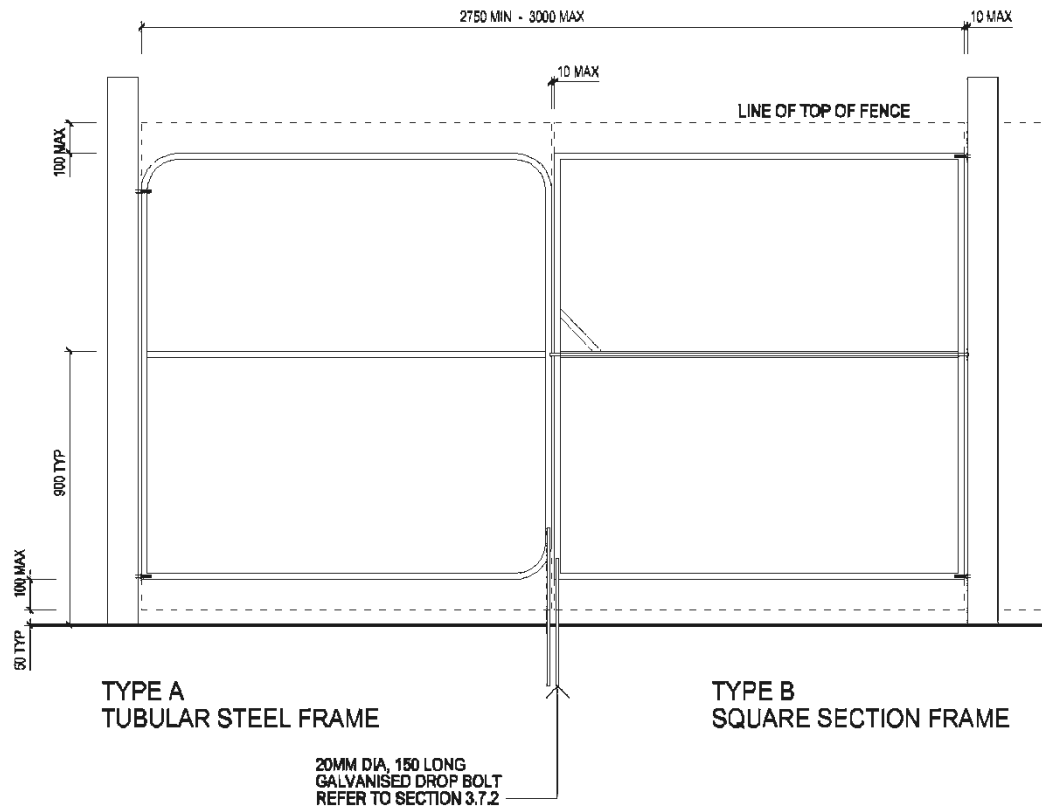 2750 MIN - 3000 MAX
10 MAX
10 MAX
LINE OF TOP OF FENCE
100 MAX
900 TYP
100 MAX
50 TYP
TYPE A
TUBULAR STEEL FRAME
TYPE B
SQUARE SECTION FRAME
20MM DIA, 150 LONG
GALVANISED DROP BOLT
REFER TO SECTION 3.7.2